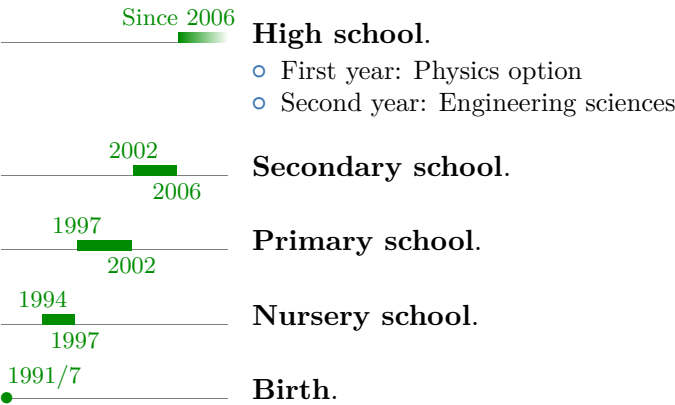 Since 2006
High school.
First year: Physics option
Second year: Engineering sciences
2002
Secondary school.
2006
1997
Primary school.
2002
1994
Nursery school.
1997
1991/7
Birth.